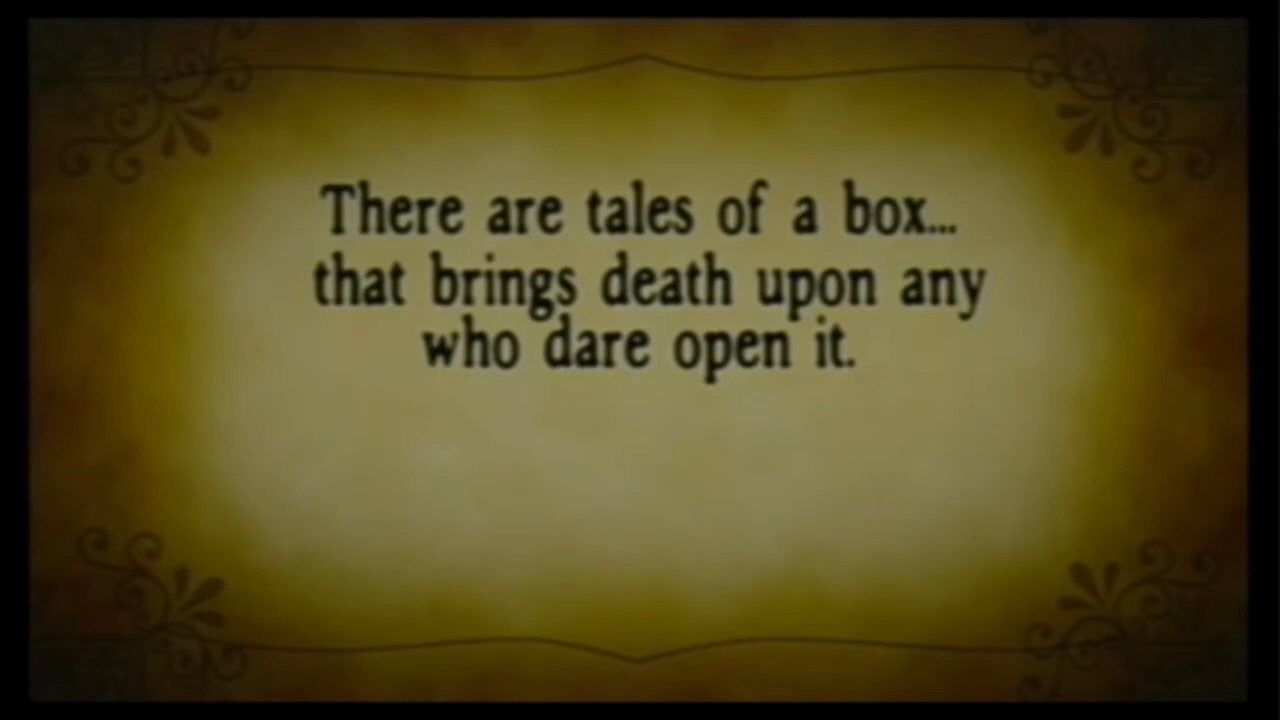 There are tales of a box...
that brings death upon any
who dare open it.